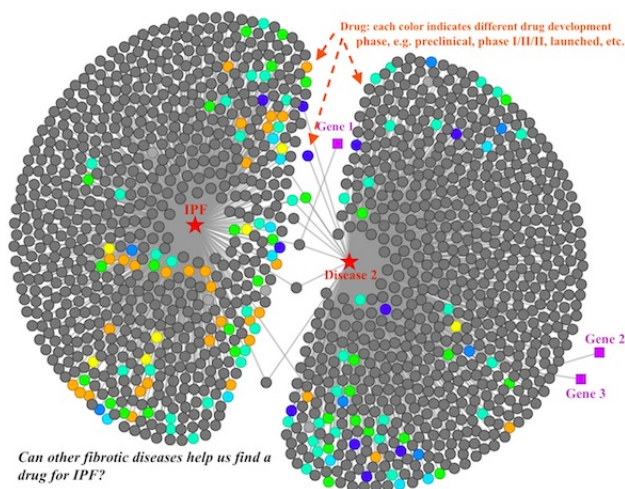 Drug: each color indicates different drug development
phase, e.g. preclinical, phase I/II/II, launched, etc.
Gene 1
IPF
Disease 2
Gene 2
Gene 3
Can other fibrotic diseases help us find a
drug for IPF?